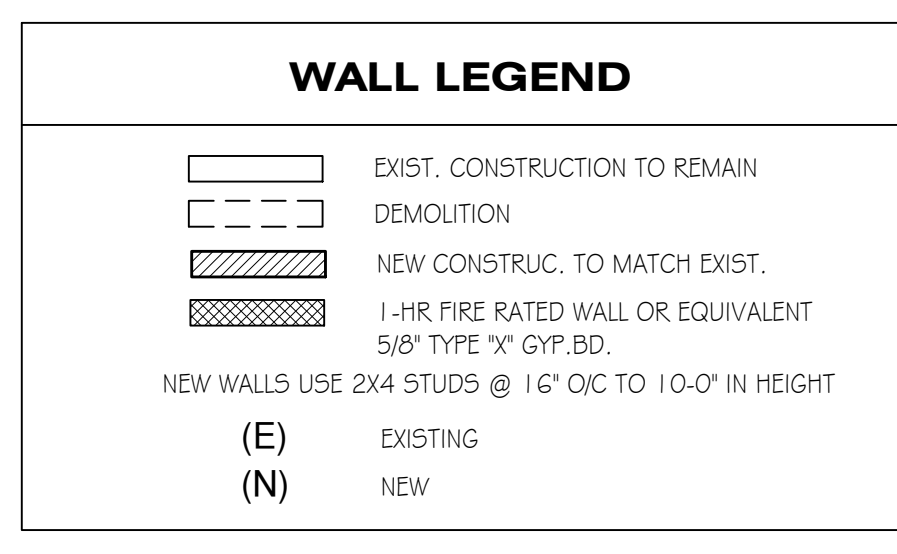 WALL LEGEND
EXIST. CONSTRUCTION TO REMAIN
DEMOLITION
NEW CONSTRUC. TO MATCH EXIST.
1-HR FIRE RATED WALL OR EQUIVALENT
5/8" TYPE "X" GYP.BD.
NEW WALLS USE 2X4 STUDS @ 16" O/C TO 10-0" IN HEIGHT
(E) EXISTING
(N) NEW